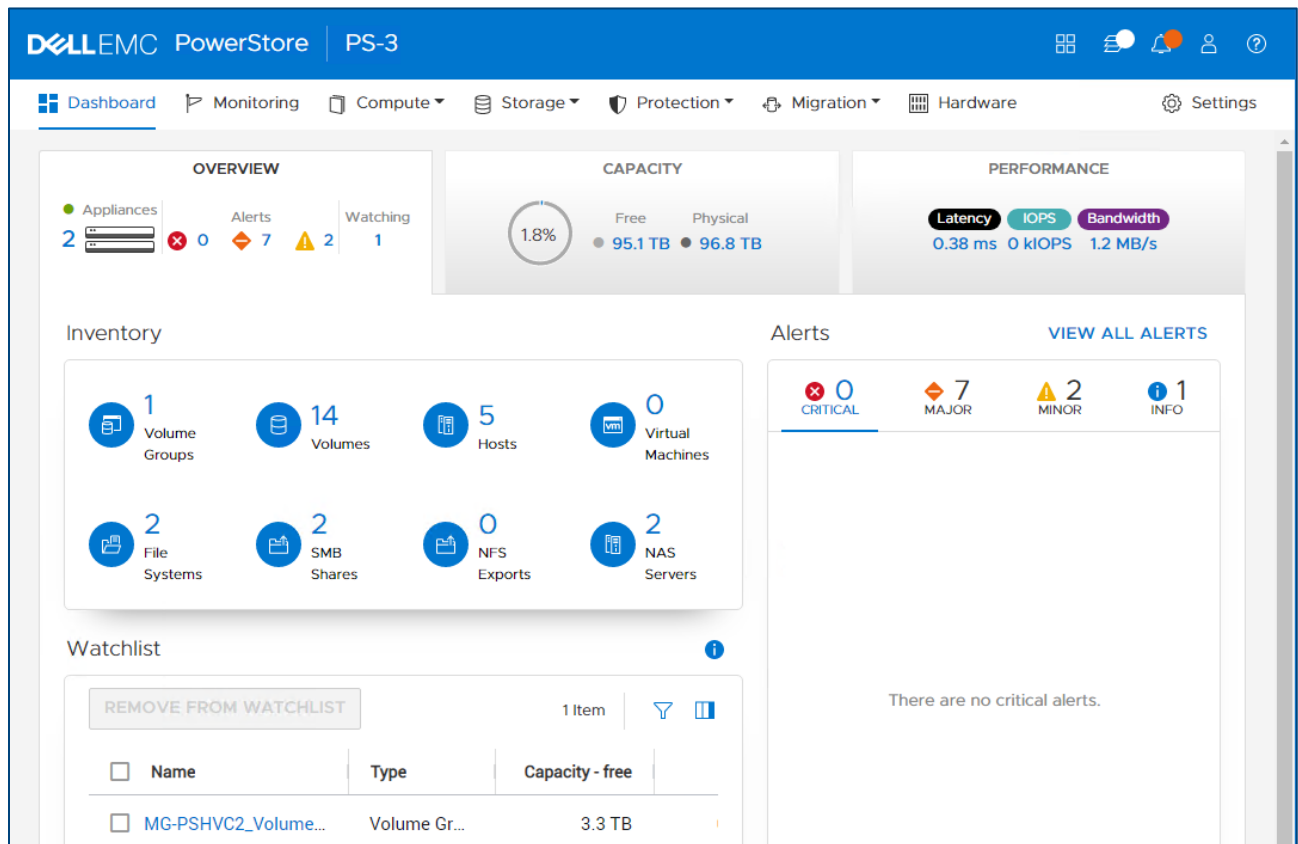 DELLEMC PowerStore PS-3
Dashboard Monitoring Compute Storage Protection Migration Hardware Settings
OVERVIEW
Appliances Alerts Watching
2 0 7 2 1
CAPACITY
Free Physical
1.8% 95.1 TB 96.8 TB
PERFORMANCE
Latency IOPS Bandwidth
0.38 ms 0 kIOPS 1.2 MB/s
Inventory
1
Volume
Groups
14
Volumes
5
Hosts
0
Virtual
Machines
vm
2
File
Systems
2
SMB
Shares
0
NFS
Exports
2
NAS
Servers
Alerts VIEW ALL ALERTS
0 7 2 1
CRITICAL MAJOR MINOR INFO
There are no critical alerts.
Watchlist
REMOVE FROM WATCHLIST 1 Item
Name Type Capacity - free
MG-PSHVC2_Volume... Volume Gr... 3.3 TB